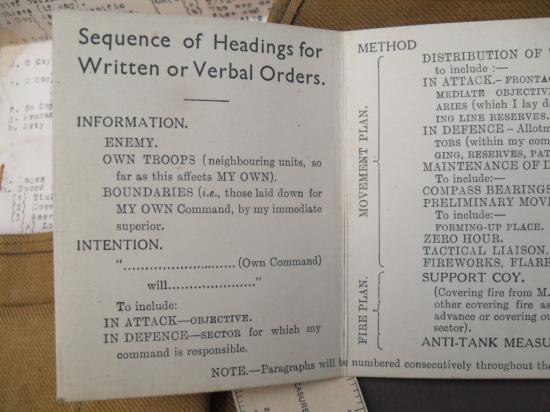 Sequence of Headings for
Written or Verbal Orders.
INFORMATION.
ENEMY.
OWN TROOPS (neighbouring units, so
far as this affects MY OWN).
BOUNDARIES (i.e., those laid down for
MY OWN Command, by my immediate
superior.
INTENTION.
"............................(Own Command)
will....................."
To include:
IN ATTACK—OBJECTIVE.
IN DEFENCE—SECTOR for which my
command is responsible.
NOTE.—Paragraphs will be numbered consecutively throughout the
METHOD
MOVEMENT PLAN.
DISTRIBUTION OF
to include :—
IN ATTACK.—
MEDIATE OBJECTIV
ARIES (which I lay
ING LINE RESERVES.
IN DEFENCE – Allotm
TORS (within my com
GING, RESERVES, PAT
MAINTENANCE OF D
To include:—
COMPASS BEARINGS
PRELIMINARY MOV
To include:—
FORMING-UP PLACE.
ZERO HOUR.
TACTICAL LIAISON.
FIREWORKS, FLARE
FIRE PLAN.
SUPPORT COY.
(Covering fire from M.
other covering fire as
advance or covering ou
sector).
ANTI-TANK MEASU